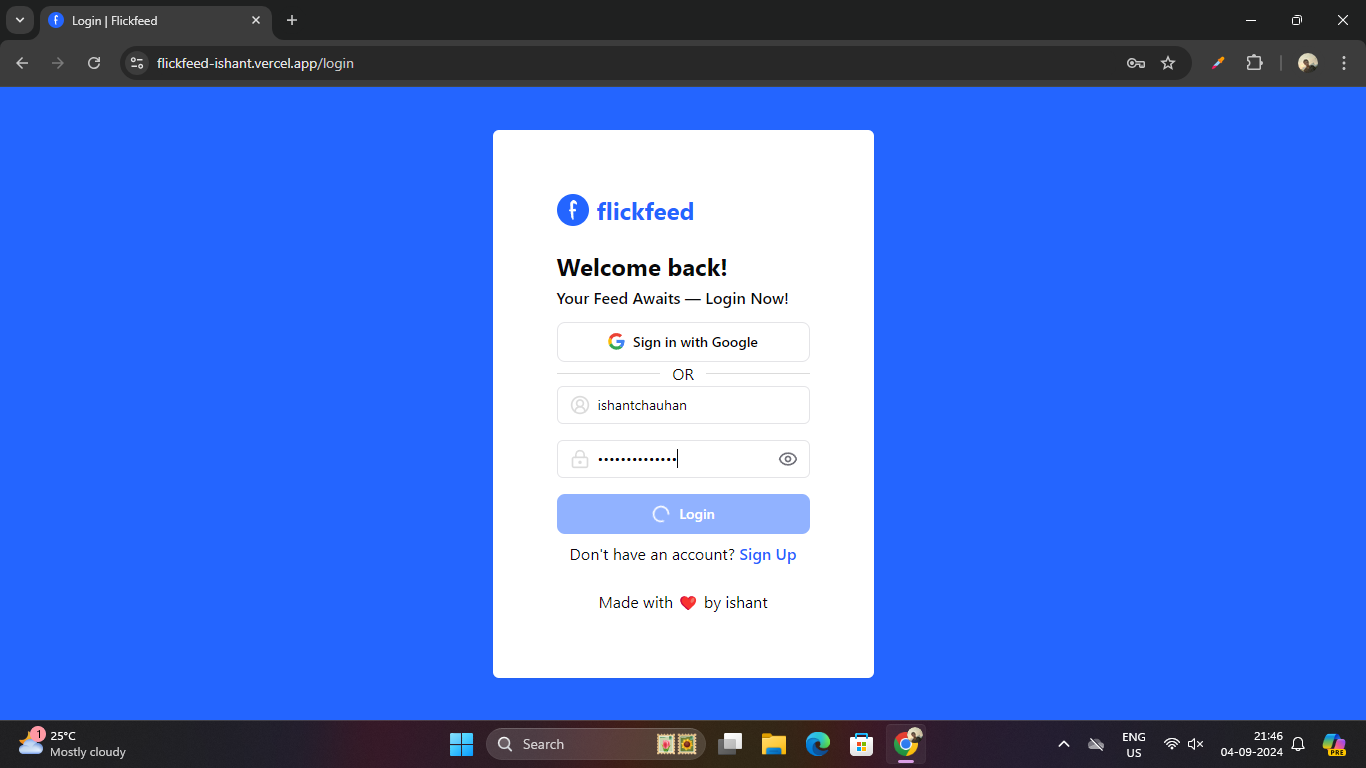 Login | Flickfeed
flickfeed-ishant.vercel.app/login
flickfeed
Welcome back!
Your Feed Awaits — Login Now!
Sign in with Google
OR
ishantchauhan
••••••••••••••
Login
Don't have an account? Sign Up
Made with ❤️ by ishant
1
25°C
Mostly cloudy
Search
ENG
US
21:46
04-09-2024
PRE